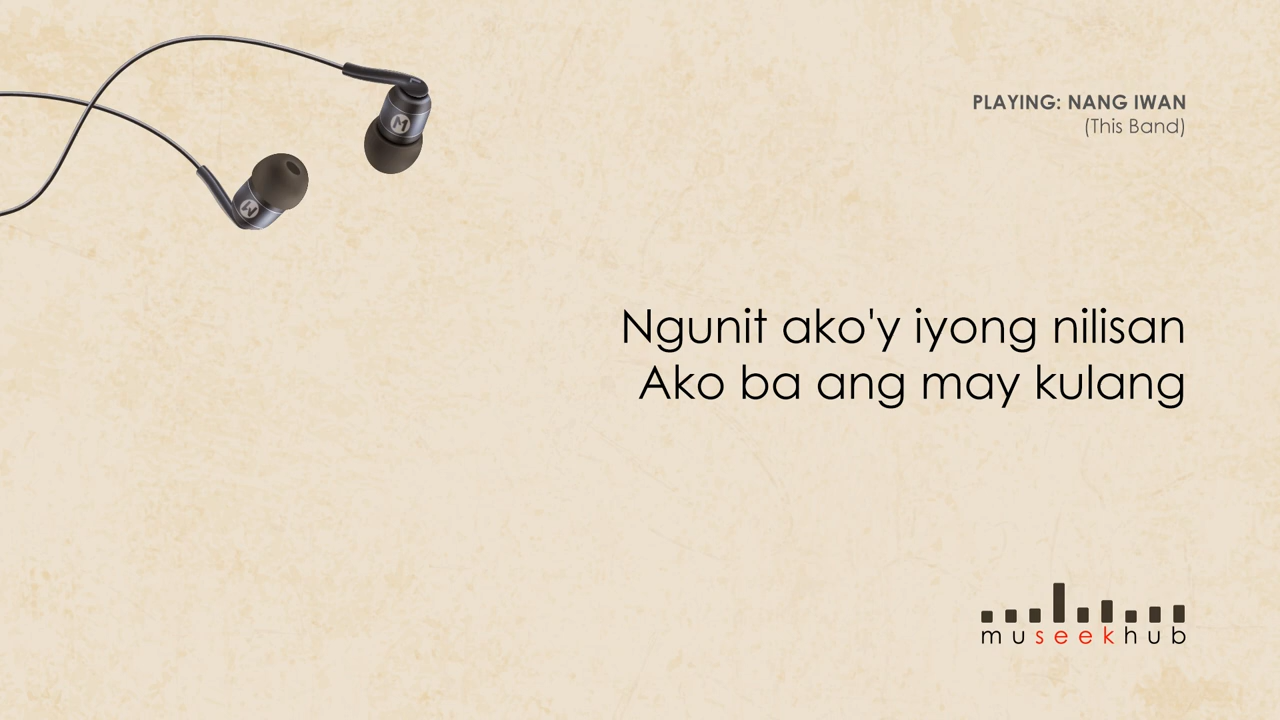 PLAYING: NANG IWAN
(This Band)
Ngunit ako'y iyong nilisan
Ako ba ang may kulang
museekhub